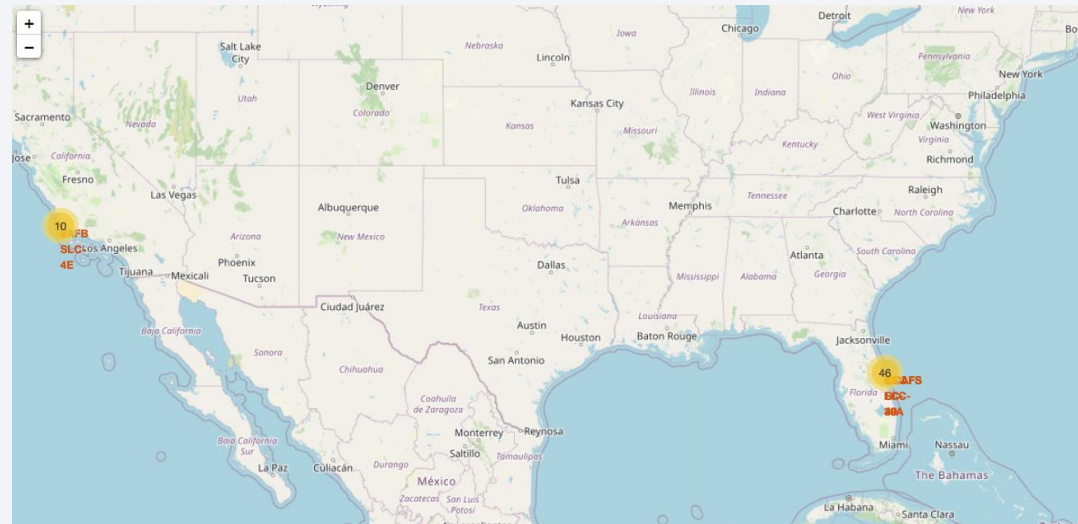 +
−
Wyoming
Iowa
Chicago
Detroit
New York
Salt Lake
City
Nebraska
Lincoln
Pennsylvania
New York
Utah
Denver
Colorado
Kansas City
Illinois
Indiana
Ohio
Philadelphia
Sacramento
Nevada
Kansas
Missouri
West Virginia
Washington
Jose
California
Kentucky
Virginia
Richmond
Fresno
Las Vegas
Tulsa
Raleigh
Albuquerque
Oklahoma
Memphis
Tennessee
Charlotte
North Carolina
10
Arizona
New Mexico
Arkansas
SLC-
Los Angeles
4E
Phoenix
Tucson
Dallas
Mississippi
Alabama
Atlanta
Georgia
South Carolina
Tijuana
Mexicali
Ciudad Juárez
Texas
Louisiana
Baja California
Austin
Houston
Baton Rouge
Jacksonville
Sonora
San Antonio
Chihuahua
46
Florida
Coahuila
de Zaragoza
Monterrey
Reynosa
Miami
Nassau
Baja California
Sur
Saltillo
Tamaulipas
La Paz
Culiacán
Durango
México
The Bahamas
Zacatecas
San Luis
Potosí
La Habana
Santa Clara